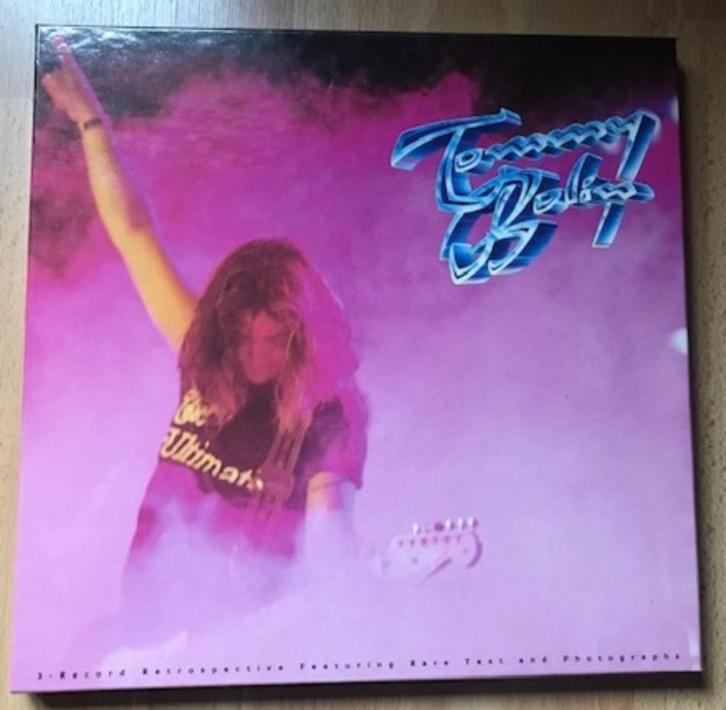 Tommy
Bolin
The
Ultimate
3-Record Retrospective Featuring Rare Text and Photographs